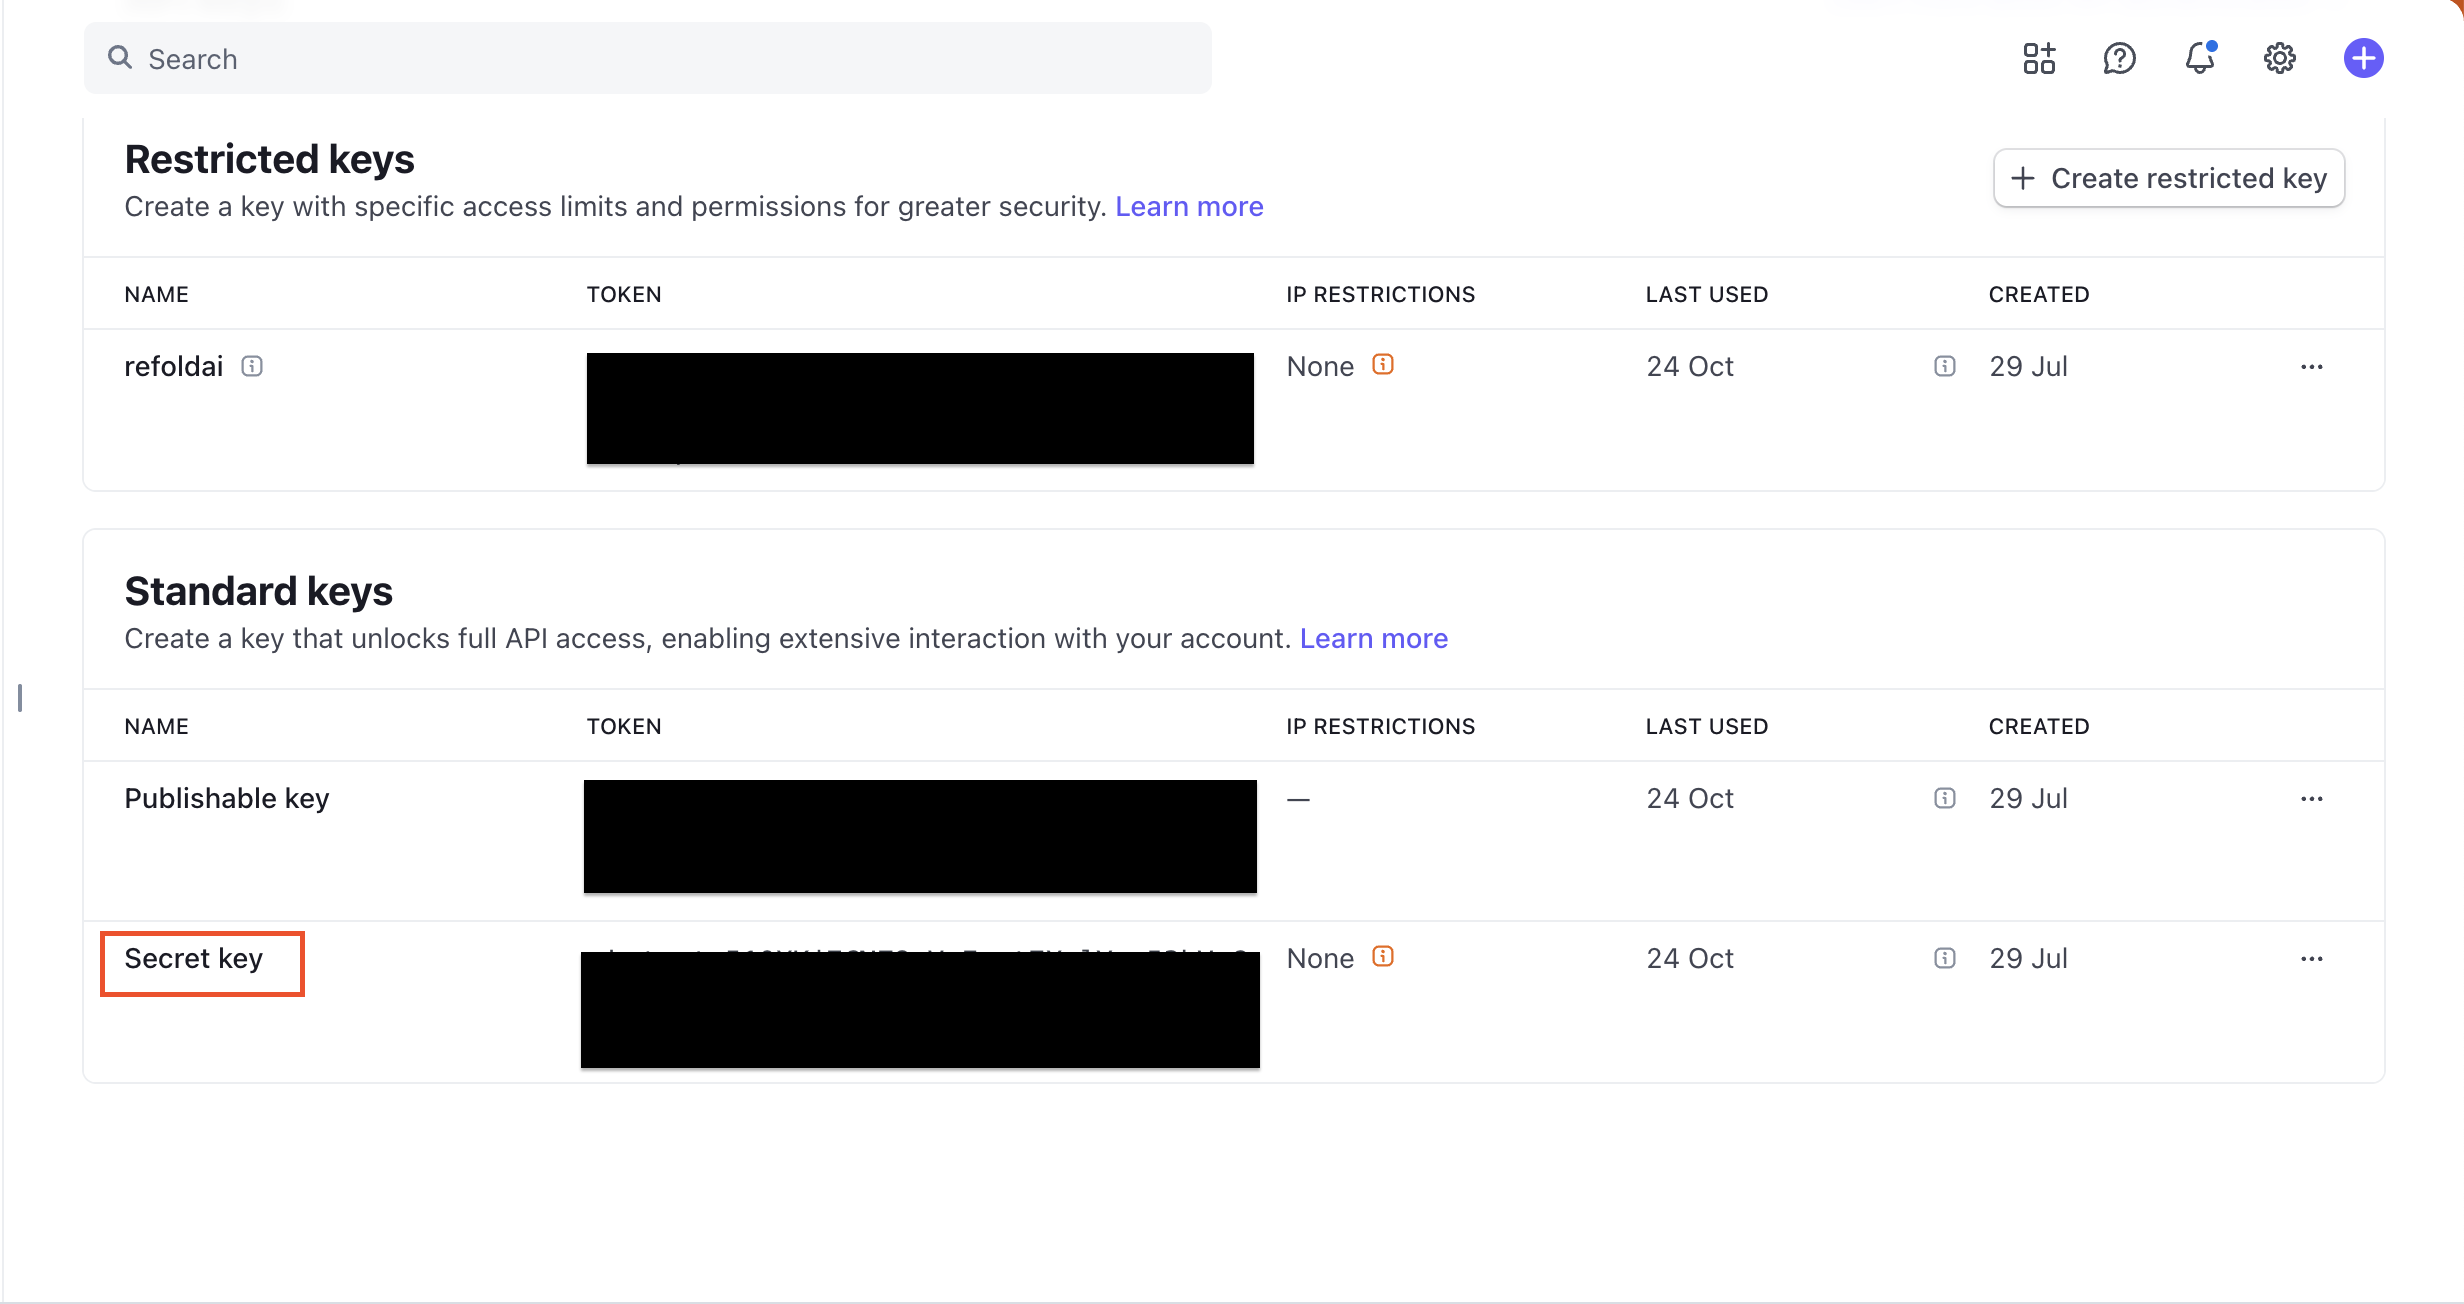 Search
Restricted keys
Create restricted key
Create a key with specific access limits and permissions for greater security. Learn more
NAME TOKEN IP RESTRICTIONS LAST USED CREATED
refoldai None 24 Oct 29 Jul
Standard keys
Create a key that unlocks full API access, enabling extensive interaction with your account. Learn more
NAME TOKEN IP RESTRICTIONS LAST USED CREATED
Publishable key — 24 Oct 29 Jul
Secret key None 24 Oct 29 Jul